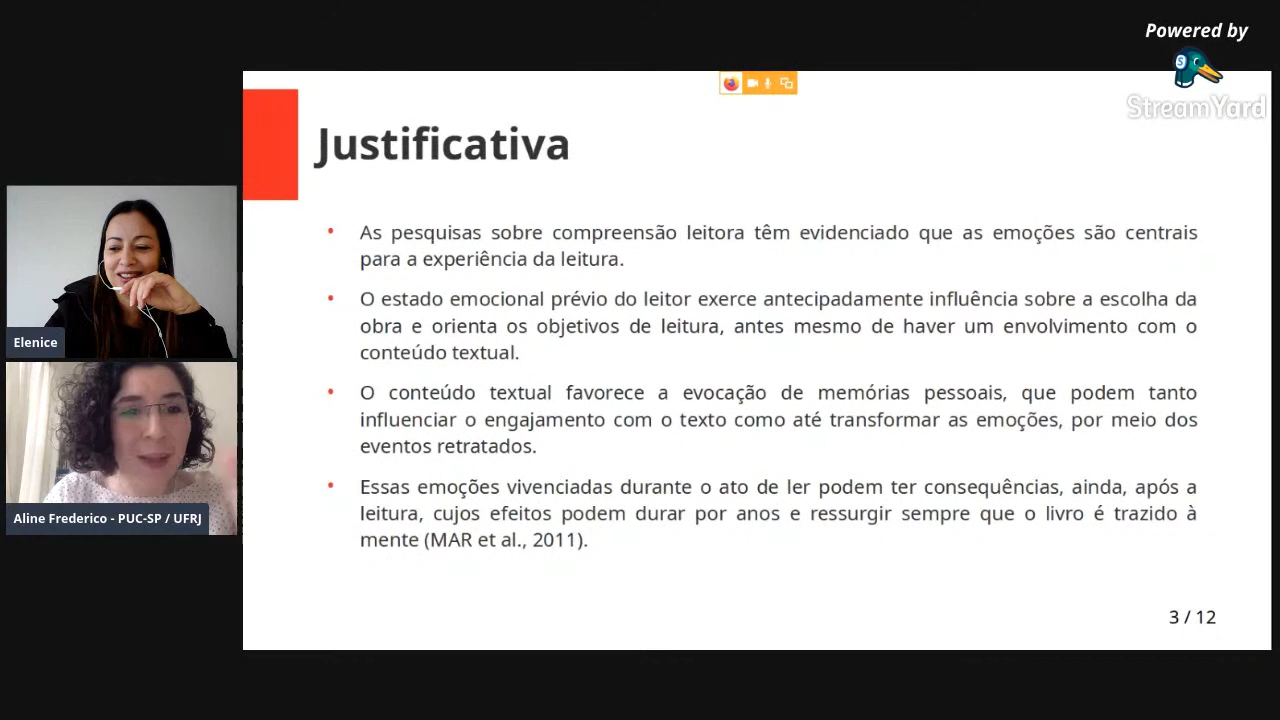 Powered by
StreamYard
Justificativa
• As pesquisas sobre compreensão leitora têm evidenciado que as emoções são centrais
para a experiência da leitura.
• O estado emocional prévio do leitor exerce antecipadamente influência sobre a escolha da
obra e orienta os objetivos de leitura, antes mesmo de haver um envolvimento com o
conteúdo textual.
• O conteúdo textual favorece a evocação de memórias pessoais, que podem tanto
influenciar o engajamento com o texto como até transformar as emoções, por meio dos
eventos retratados.
• Essas emoções vivenciadas durante o ato de ler podem ter consequências, ainda, após a
leitura, cujos efeitos podem durar por anos e ressurgir sempre que o livro é trazido à
mente (MAR et al., 2011).
3 / 12
Elenice
Aline Frederico - PUC-SP / UFRJ